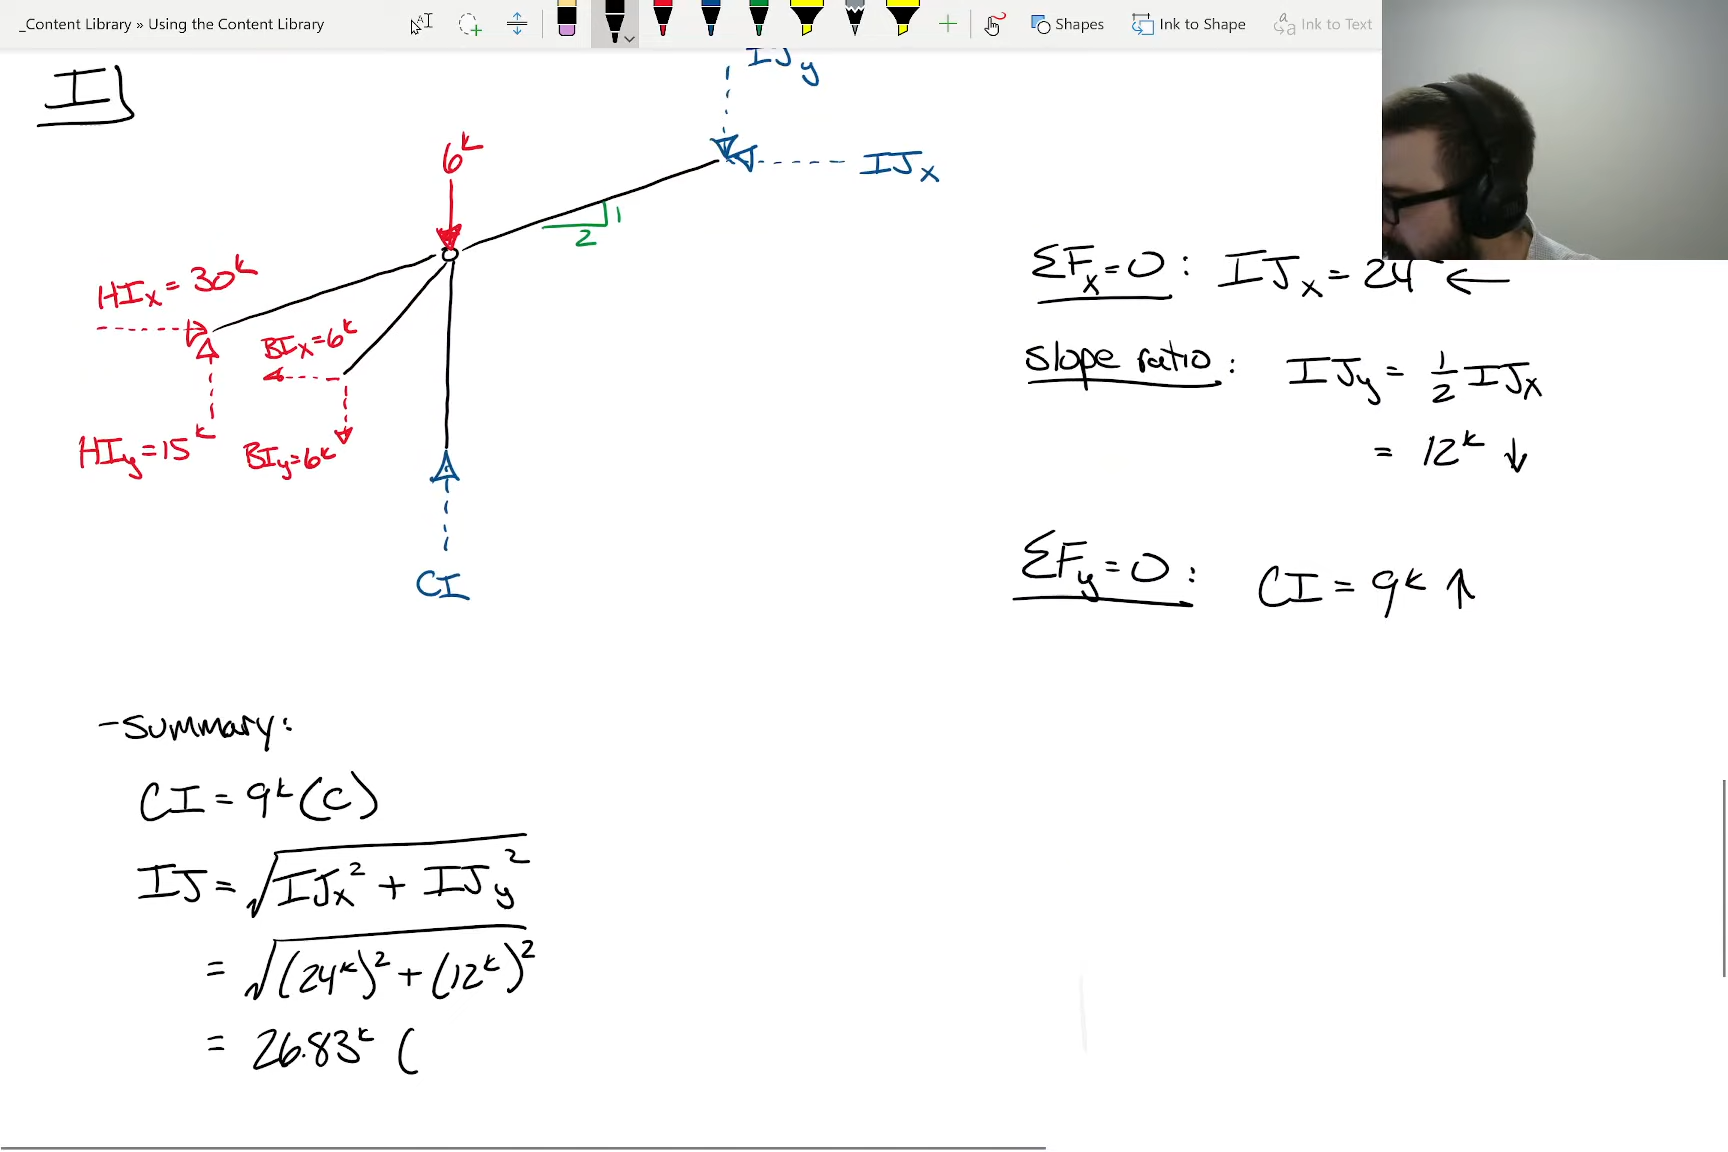 _Content Library » Using the Content Library
Shapes
Ink to Shape
Ink to Text
I)
IJy
6ᵏ
IJx
1
2
HIx = 30ᵏ
BIx=6ᵏ
HIy=15ᵏ
BIy=6ᵏ
CI
ΣFx=0: IJx = 24 ←
slope ratio: IJy = 1/2 IJx
= 12ᵏ ↓
ΣFy=0: CI = 9ᵏ ↑
-summary:
CI = 9ᵏ (C)
IJ = √IJx² + IJy²
= √(24ᵏ)² + (12ᵏ)²
= 26.83ᵏ (